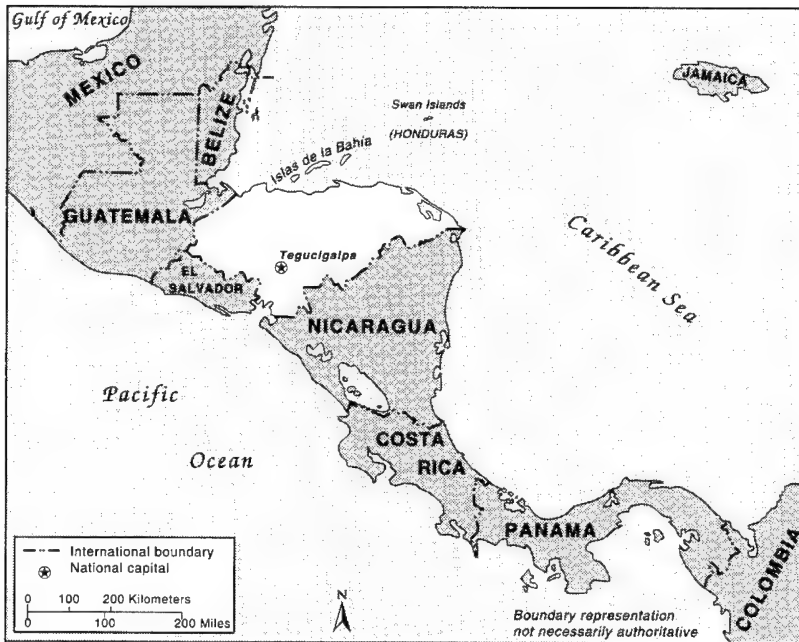 Gulf of Mexico
MEXICO
BELIZE
JAMAICA
Swan Islands
(HONDURAS)
Islas de la Bahía
GUATEMALA
Tegucigalpa
EL
SALVADOR
Caribbean Sea
NICARAGUA
Pacific
Ocean
COSTA
RICA
PANAMA
COLOMBIA
International boundary
National capital
0 100 200 Kilometers
0 100 200 Miles
N
Boundary representation
not necessarily authoritative